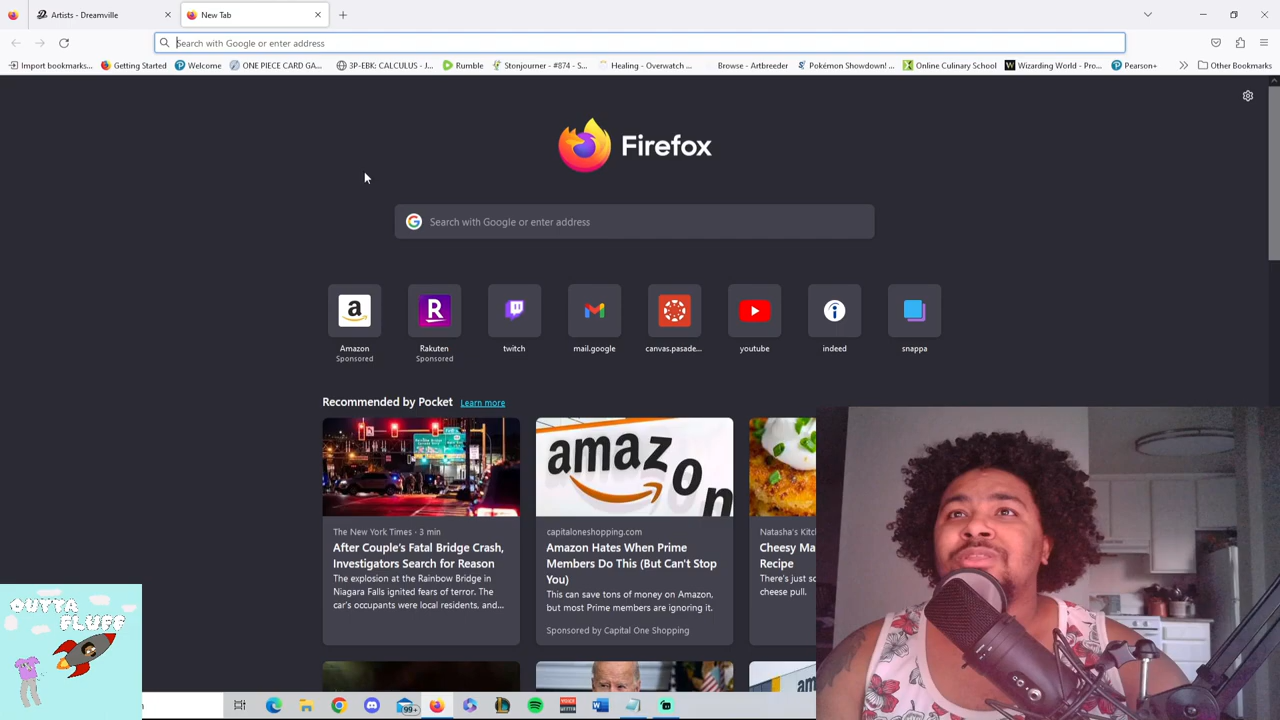 Artists - Dreamville
New Tab
Search with Google or enter address
Import bookmarks...
Getting Started
Welcome
ONE PIECE CARD GA...
3P-EBK: CALCULUS - J...
Rumble
Stonjourner - #874 - S...
Healing - Overwatch ...
Browse - Artbreeder
Pokémon Showdown! ...
Online Culinary School
Wizarding World - Pro...
Pearson+
Other Bookmarks
Firefox
Search with Google or enter address
Amazon
Sponsored
Rakuten
Sponsored
twitch
mail.google
canvas.pasade...
youtube
indeed
snappa
Recommended by Pocket
Learn more
The New York Times · 3 min
After Couple's Fatal Bridge Crash,
Investigators Search for Reason
The explosion at the Rainbow Bridge in
Niagara Falls ignited fears of terror. The
car's occupants were local residents, and...
amazon
capitaloneshopping.com
Amazon Hates When Prime
Members Do This (But Can't Stop
You)
This can save tons of money on Amazon,
but most Prime members are ignoring it.
Sponsored by Capital One Shopping
Natasha's Kitch
Cheesy Ma
Recipe
There's just so
cheese pull.
OUTTA
FLUFF
99+